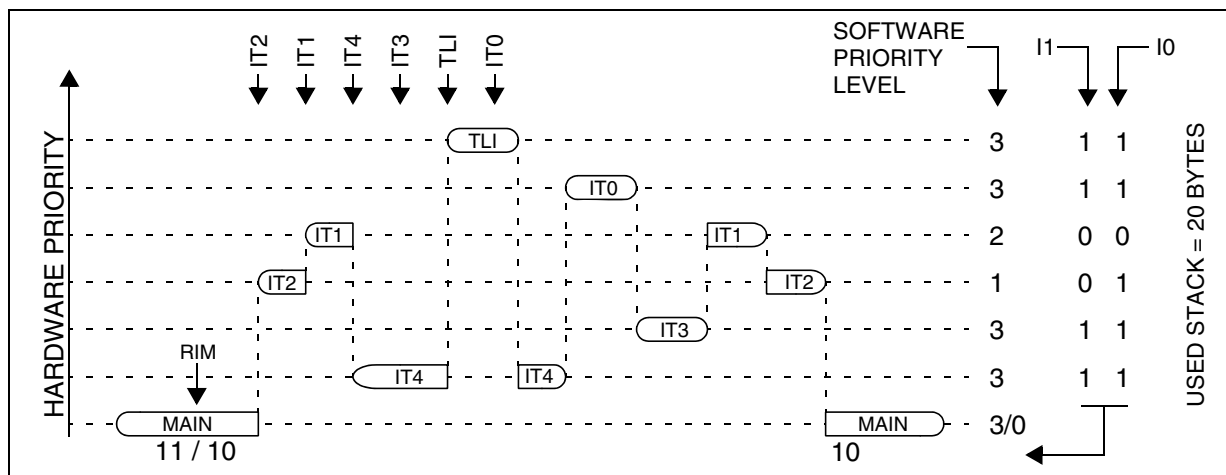 IT2 IT1 IT4 IT3 TLI IT0
SOFTWARE
PRIORITY
LEVEL
I1 I0
HARDWARE PRIORITY
USED STACK = 20 BYTES
TLI 3 1 1
IT0 3 1 1
IT1 IT1 2 0 0
IT2 IT2 1 0 1
IT3 3 1 1
RIM
IT4 IT4 3 1 1
MAIN MAIN 3/0
11 / 10 10